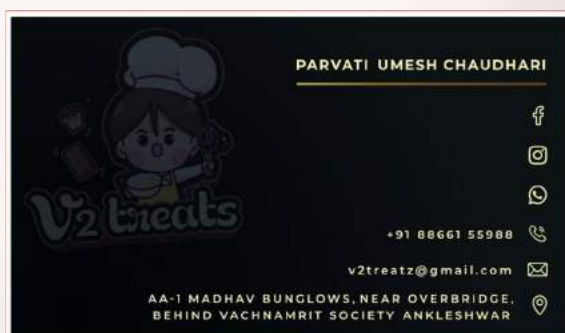 PARVATI UMESH CHAUDHARI
V2 treats
+91 88661 55988
v2treatz@gmail.com
AA-1 MADHAV BUNGLOWS, NEAR OVERBRIDGE,
BEHIND VACHNAMRIT SOCIETY ANKLESHWAR